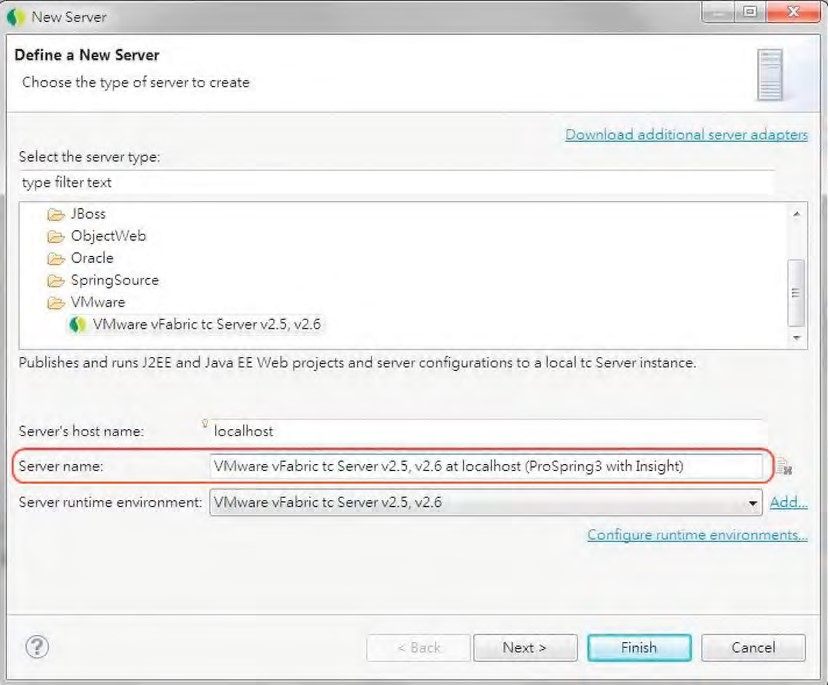 New Server
Define a New Server
Choose the type of server to create
Download additional server adapters
Select the server type:
type filter text
JBoss
ObjectWeb
Oracle
SpringSource
VMware
VMware vFabric tc Server v2.5, v2.6
Publishes and runs J2EE and Java EE Web projects and server configurations to a local tc Server instance.
Server's host name: localhost
Server name: VMware vFabric tc Server v2.5, v2.6 at localhost (ProSpring3 with Insight)
Server runtime environment: VMware vFabric tc Server v2.5, v2.6 Add...
Configure runtime environments...
? < Back Next > Finish Cancel